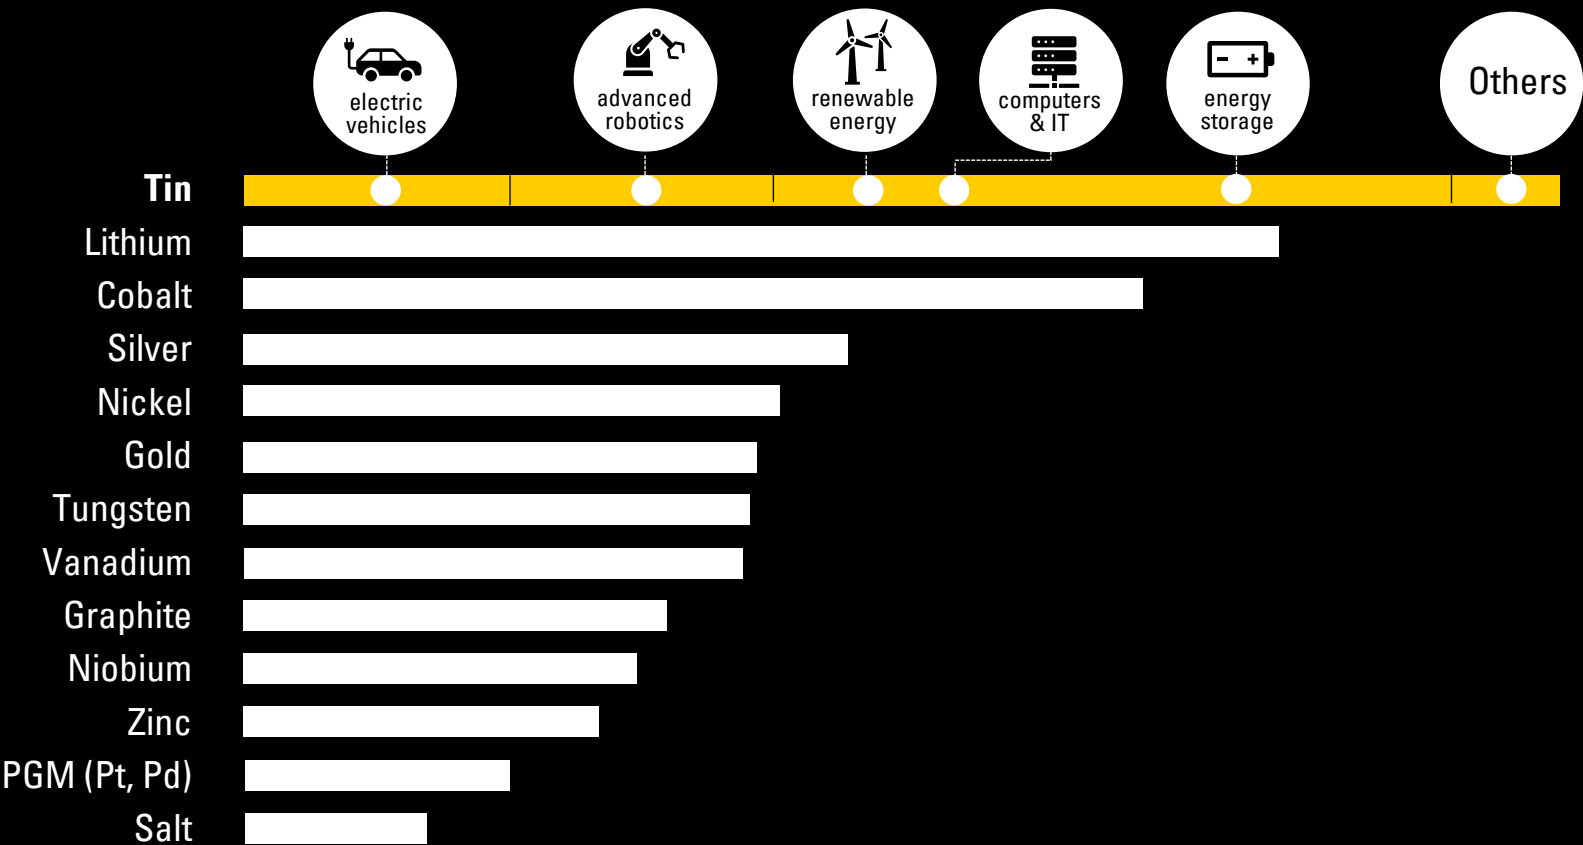 electric
vehicles
advanced
robotics
renewable
energy
computers
& IT
energy
storage
Others
Tin
Lithium
Cobalt
Silver
Nickel
Gold
Tungsten
Vanadium
Graphite
Niobium
Zinc
PGM (Pt, Pd)
Salt